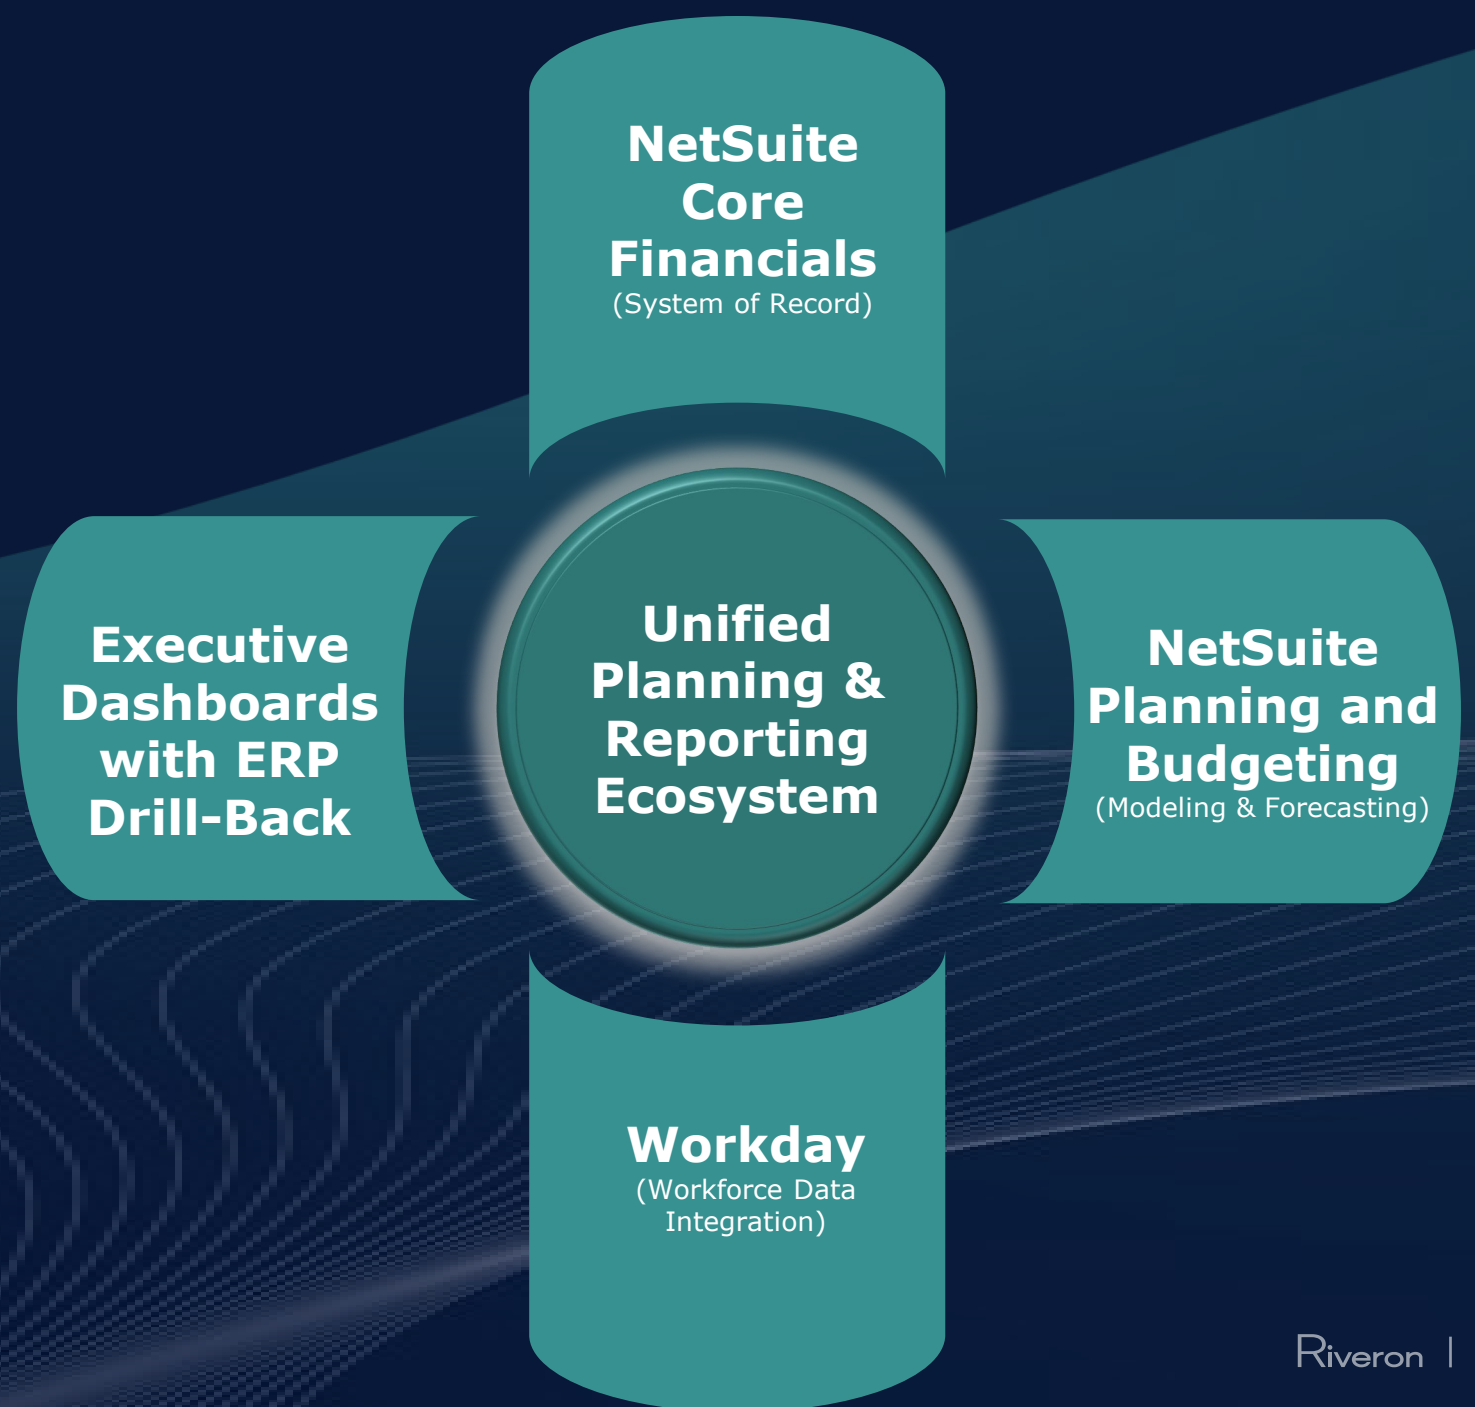 NetSuite
Core
Financials
(System of Record)
Executive
Dashboards
with ERP
Drill-Back
Unified
Planning &
Reporting
Ecosystem
NetSuite
Planning and
Budgeting
(Modeling & Forecasting)
Workday
(Workforce Data
Integration)
Riveron |